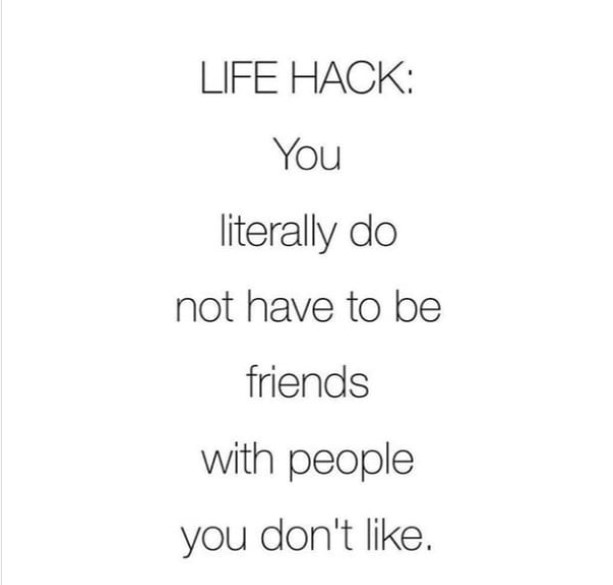 LIFE HACK:
You
literally do
not have to be
friends
with people
you don't like.